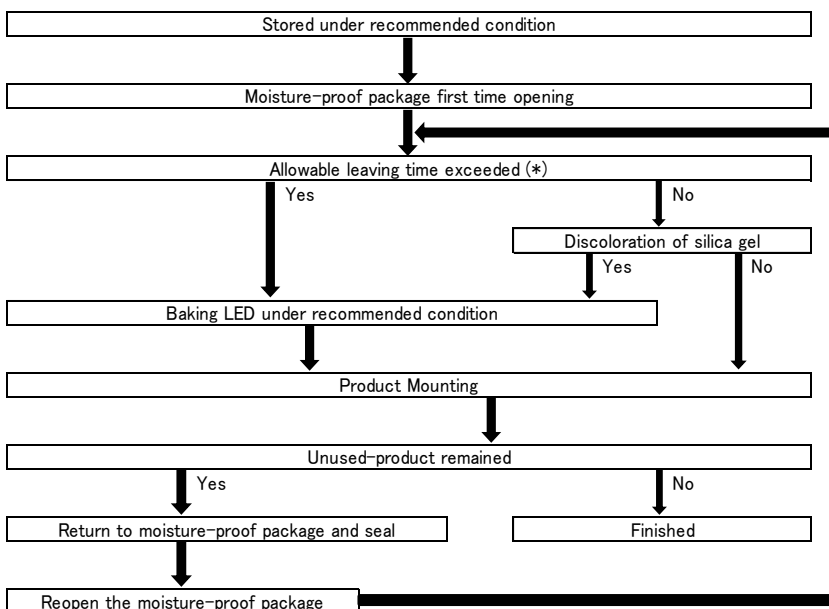 Stored under recommended condition
Moisture-proof package first time opening
Allowable leaving time exceeded (*)
Yes
No
Discoloration of silica gel
Yes
No
Baking LED under recommended condition
Product Mounting
Unused-product remained
Yes
No
Return to moisture-proof package and seal
Finished
Reopen the moisture-proof package